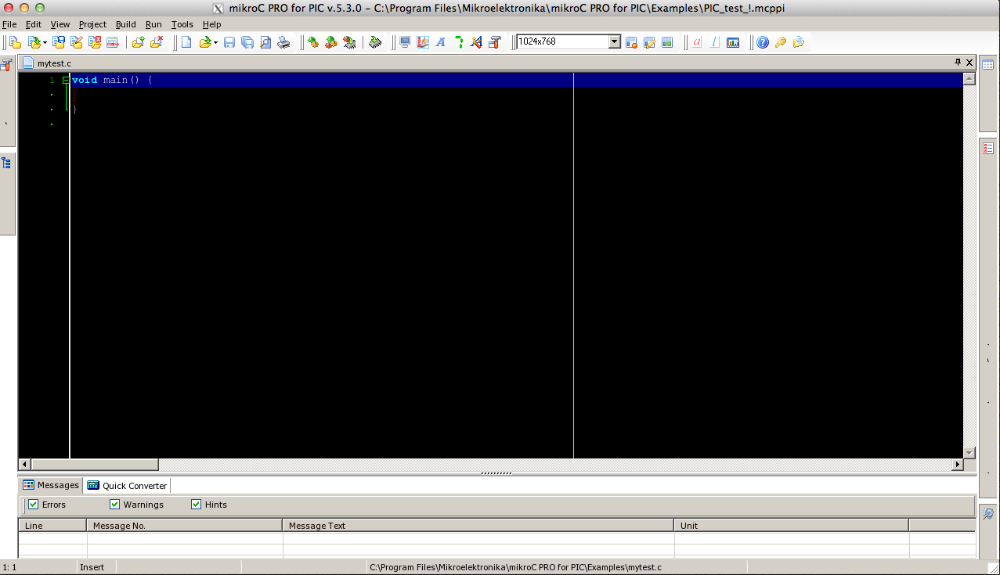 mikroC PRO for PIC v.5.3.0 – C:\Program Files\Mikroelektronika\mikroC PRO for PIC\Examples\PIC_test_!.mcppi
File Edit View Project Build Run Tools Help
1024x768
mytest.c
1 void main() {
}
Messages Quick Converter
Errors Warnings Hints
Line Message No. Message Text Unit
1: 1 Insert C:\Program Files\Mikroelektronika\mikroC PRO for PIC\Examples\mytest.c